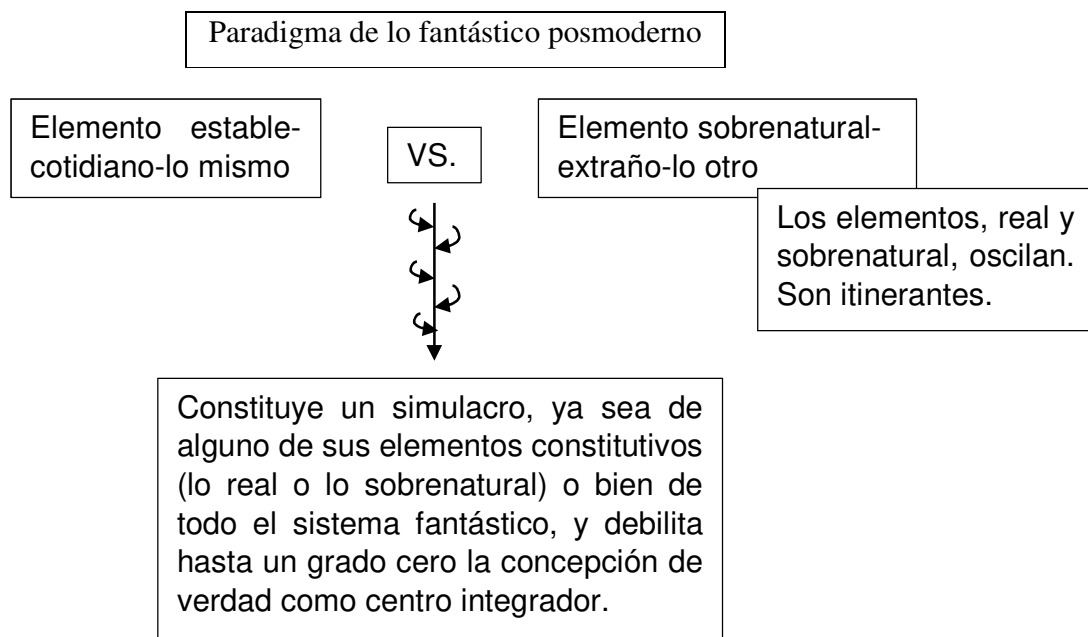 Paradigma de lo fantástico posmoderno
Elemento estable-
cotidiano-lo mismo
VS.
Elemento sobrenatural-
extraño-lo otro
Los elementos, real y
sobrenatural, oscilan.
Son itinerantes.
Constituye un simulacro, ya sea de
alguno de sus elementos constitutivos
(lo real o lo sobrenatural) o bien de
todo el sistema fantástico, y debilita
hasta un grado cero la concepción de
verdad como centro integrador.